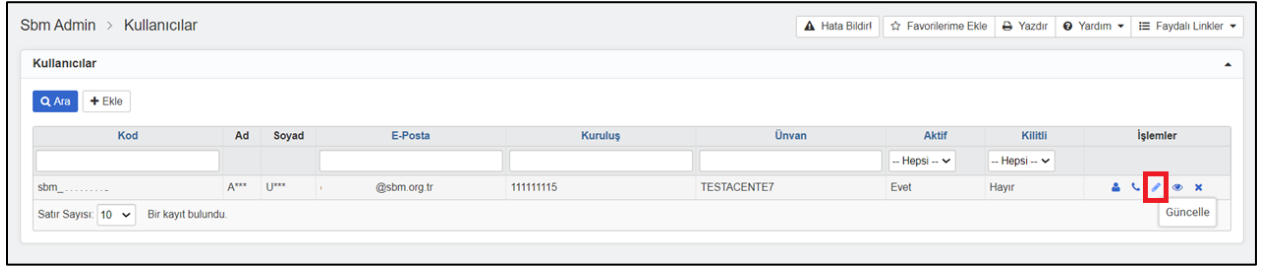 Sbm Admin > Kullanıcılar
Hata Bildir! Favorilerime Ekle Yazdır Yardım Faydalı Linkler
Kullanıcılar
Ara + Ekle
Kod Ad Soyad E-Posta Kuruluş Ünvan Aktif Kilitli İşlemler
-- Hepsi -- -- Hepsi --
sbm_ A*** U*** @sbm.org.tr 111111115 TESTACENTE7 Evet Hayır
Satır Sayısı: 10 Bir kayıt bulundu.
Güncelle